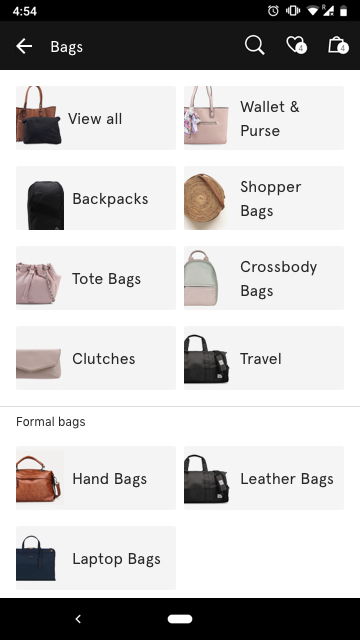 4:54
R
Bags
4
4
View all
Wallet &
Purse
Backpacks
Shopper
Bags
Tote Bags
Crossbody
Bags
Clutches
Travel
Formal bags
Hand Bags
Leather Bags
Laptop Bags